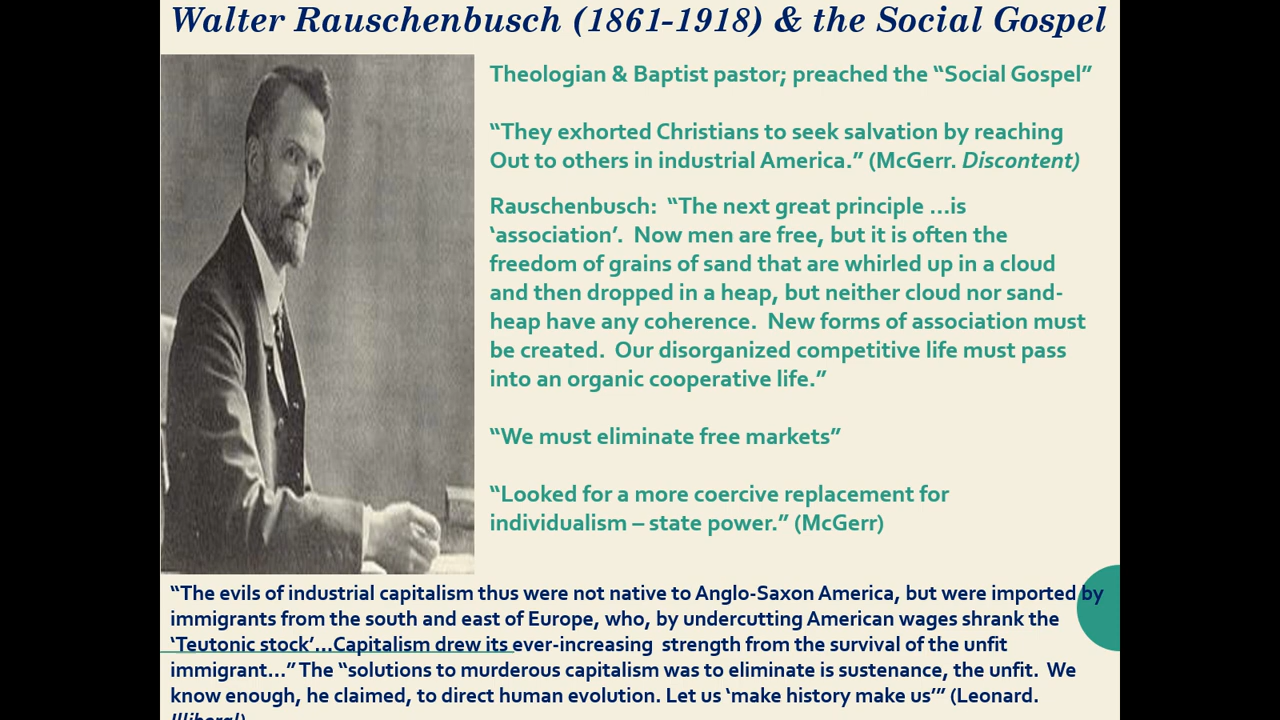 Walter Rauschenbusch (1861-1918) & the Social Gospel
Theologian & Baptist pastor; preached the “Social Gospel”
“They exhorted Christians to seek salvation by reaching
Out to others in industrial America.” (McGerr. Discontent)
Rauschenbusch:  “The next great principle …is
‘association’.  Now men are free, but it is often the
freedom of grains of sand that are whirled up in a cloud
and then dropped in a heap, but neither cloud nor sand-
heap have any coherence.  New forms of association must
be created.  Our disorganized competitive life must pass
into an organic cooperative life.”
“We must eliminate free markets”
“Looked for a more coercive replacement for
individualism – state power.” (McGerr)
“The evils of industrial capitalism thus were not native to Anglo-Saxon America, but were imported by
immigrants from the south and east of Europe, who, by undercutting American wages shrank the
‘Teutonic stock’…Capitalism drew its ever-increasing  strength from the survival of the unfit
immigrant…” The “solutions to murderous capitalism was to eliminate is sustenance, the unfit.  We
know enough, he claimed, to direct human evolution. Let us ‘make history make us’” (Leonard.
Illiberal)